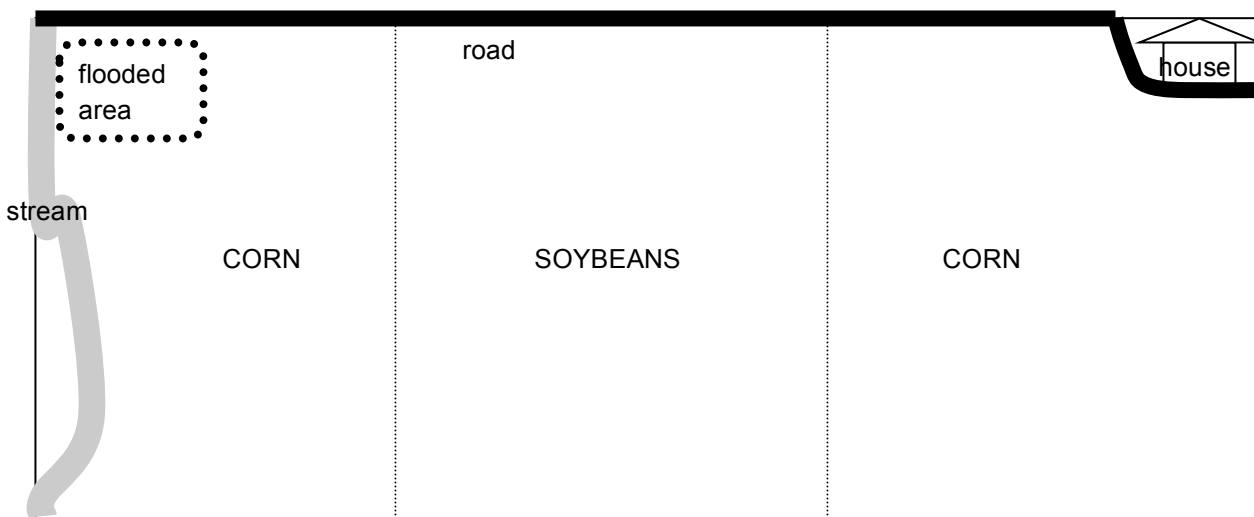 road
house
flooded
area
stream
CORN
SOYBEANS
CORN